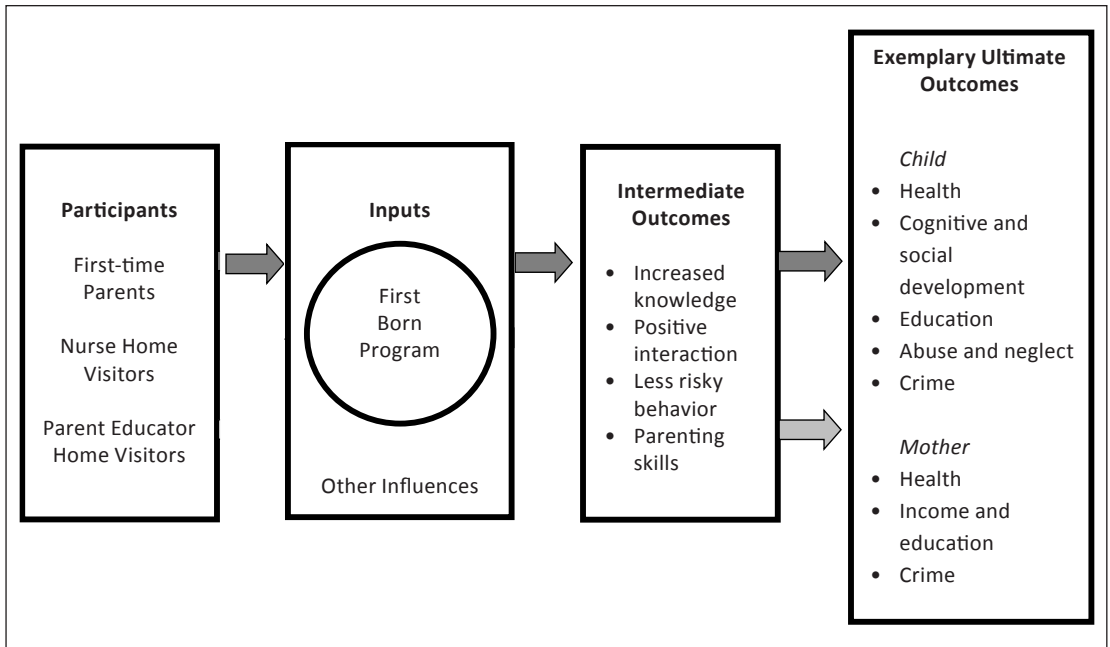 Participants
First-time
Parents
Nurse Home
Visitors
Parent Educator
Home Visitors
Inputs
First
Born
Program
Other Influences
Intermediate
Outcomes
• Increased
knowledge
• Positive
interaction
• Less risky
behavior
• Parenting
skills
Exemplary Ultimate
Outcomes
Child
• Health
• Cognitive and
social
development
• Education
• Abuse and neglect
• Crime
Mother
• Health
• Income and
education
• Crime